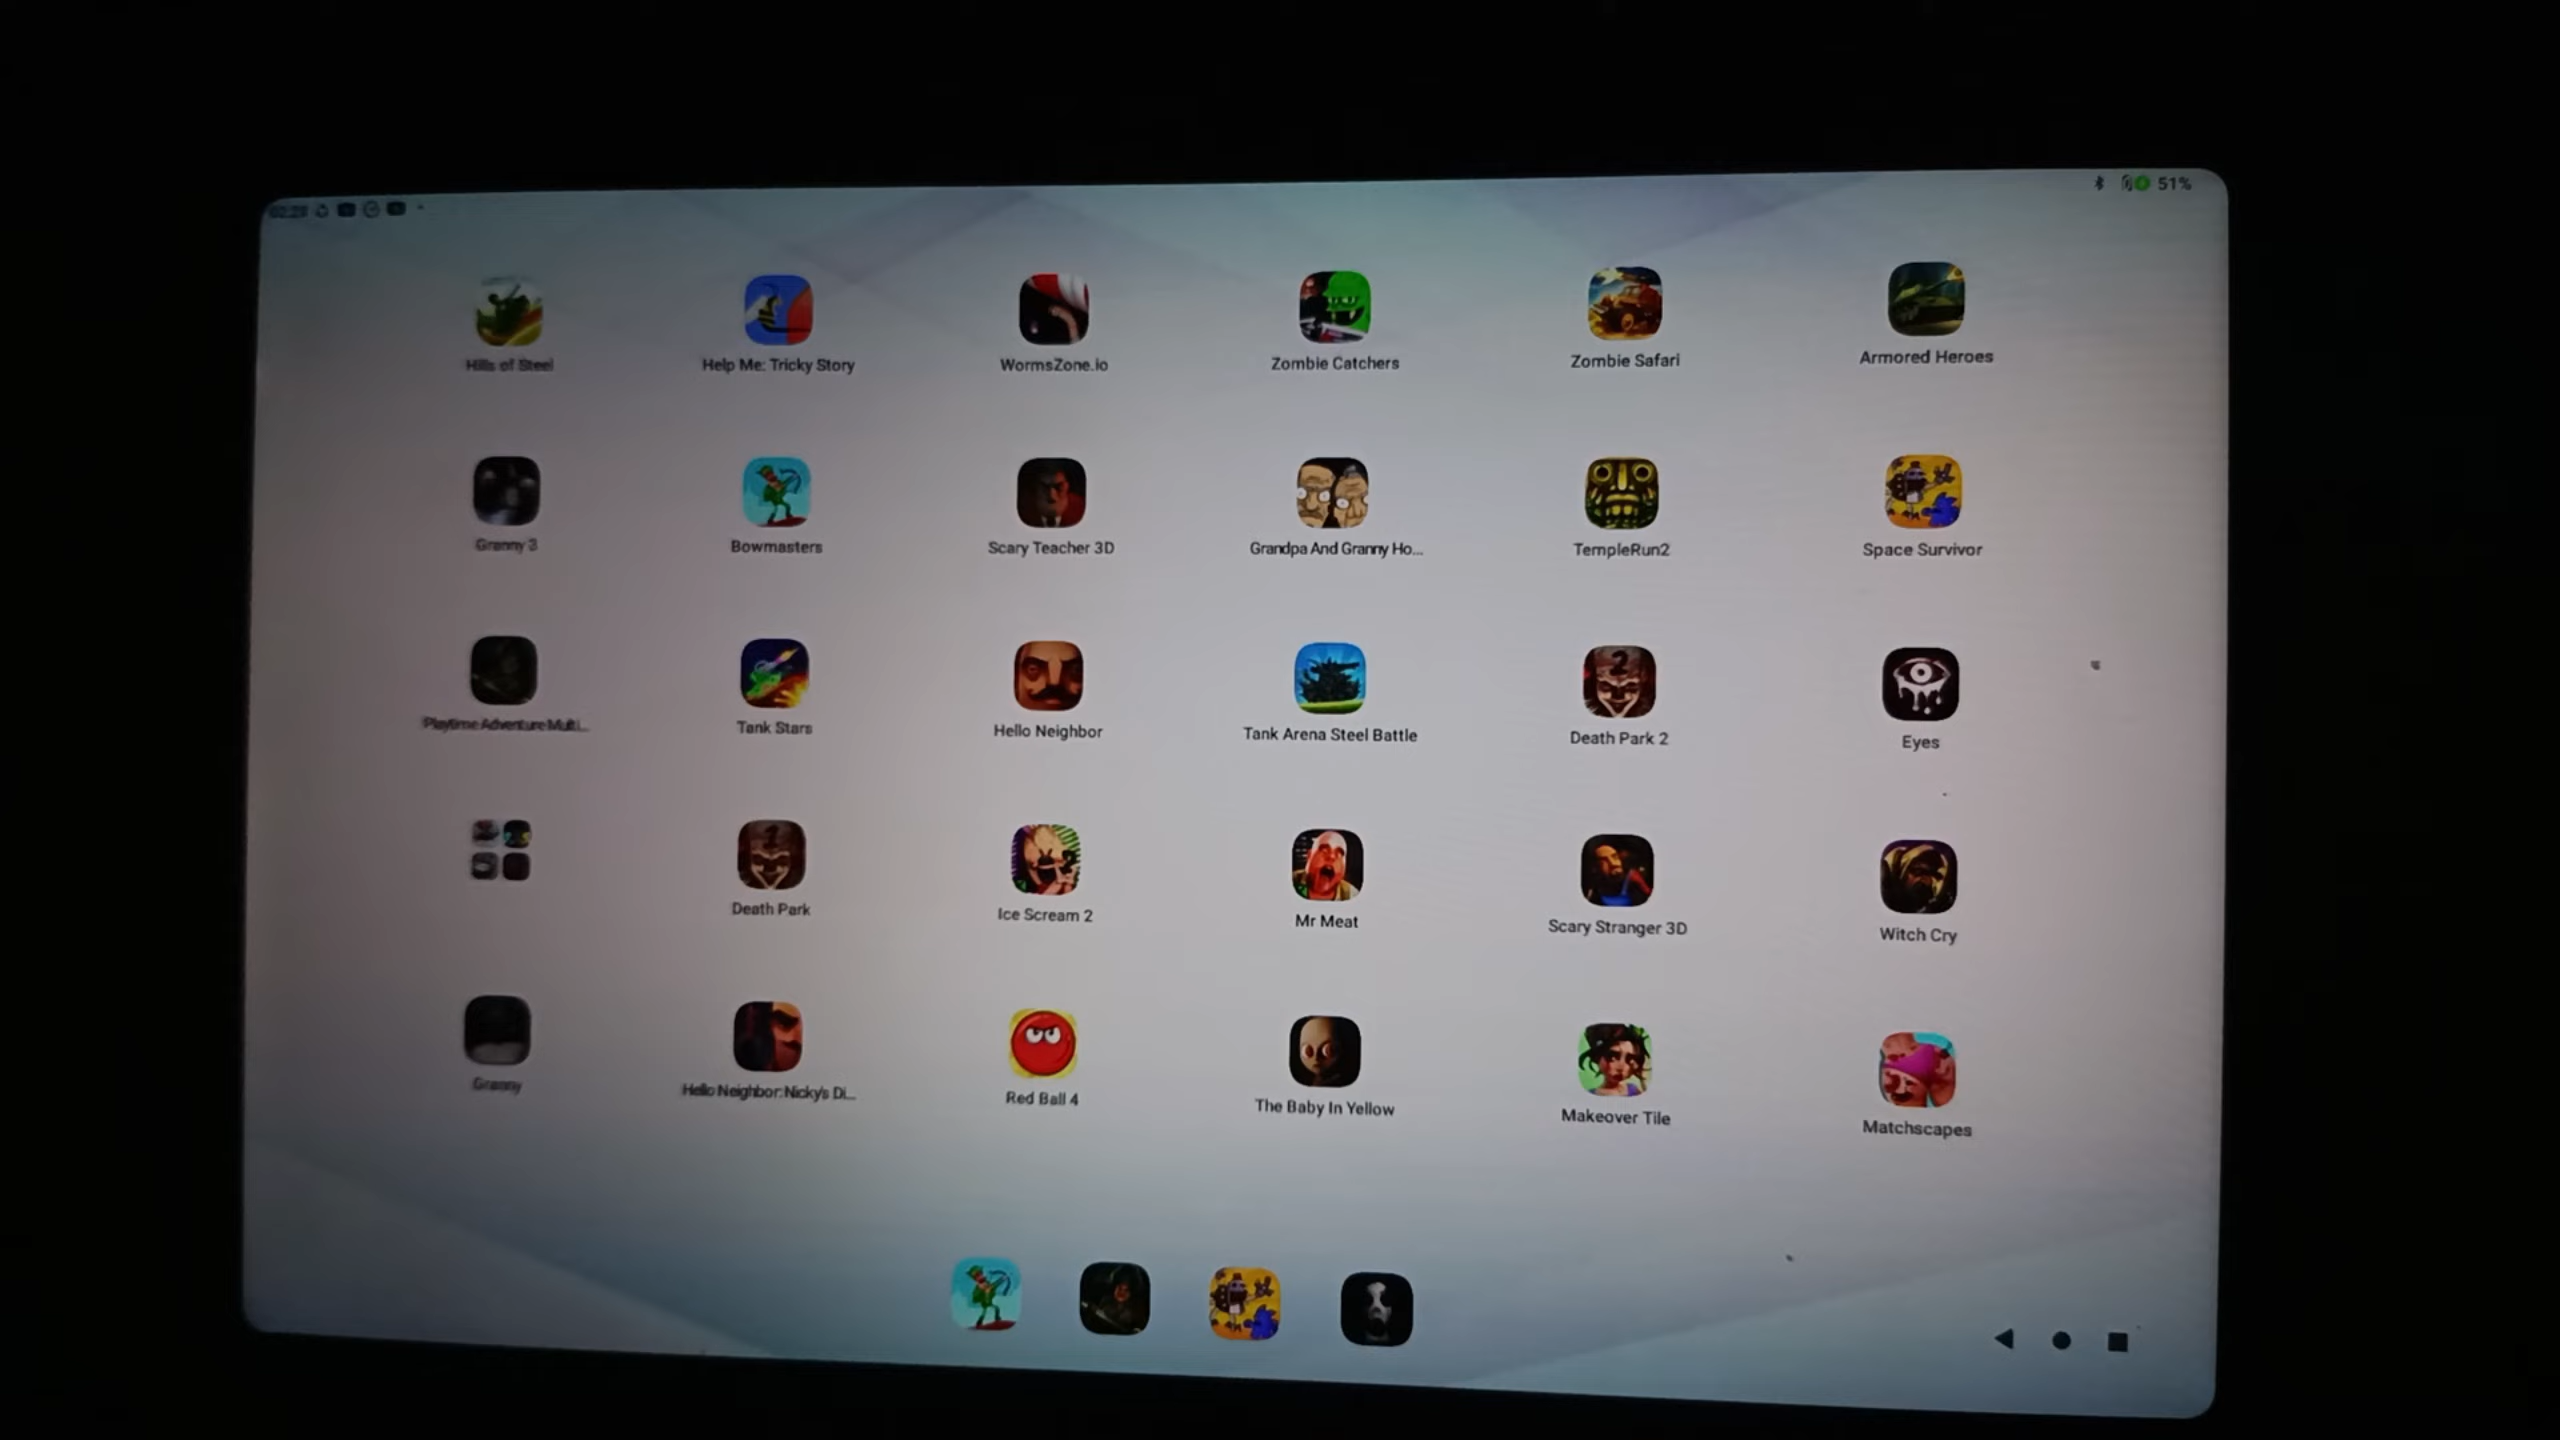 51%
Hills of Steel
Help Me: Tricky Story
WormsZone.io
Zombie Catchers
Zombie Safari
Armored Heroes
Granny 3
Bowmasters
Scary Teacher 3D
Grandpa And Granny Ho...
TempleRun2
Space Survivor
Playtime Adventure Multi...
Tank Stars
Hello Neighbor
Tank Arena Steel Battle
Death Park 2
Eyes
Death Park
Ice Scream 2
Mr Meat
Scary Stranger 3D
Witch Cry
Granny
Hello Neighbor: Nicky's Di...
Red Ball 4
The Baby In Yellow
Makeover Tile
Matchscapes